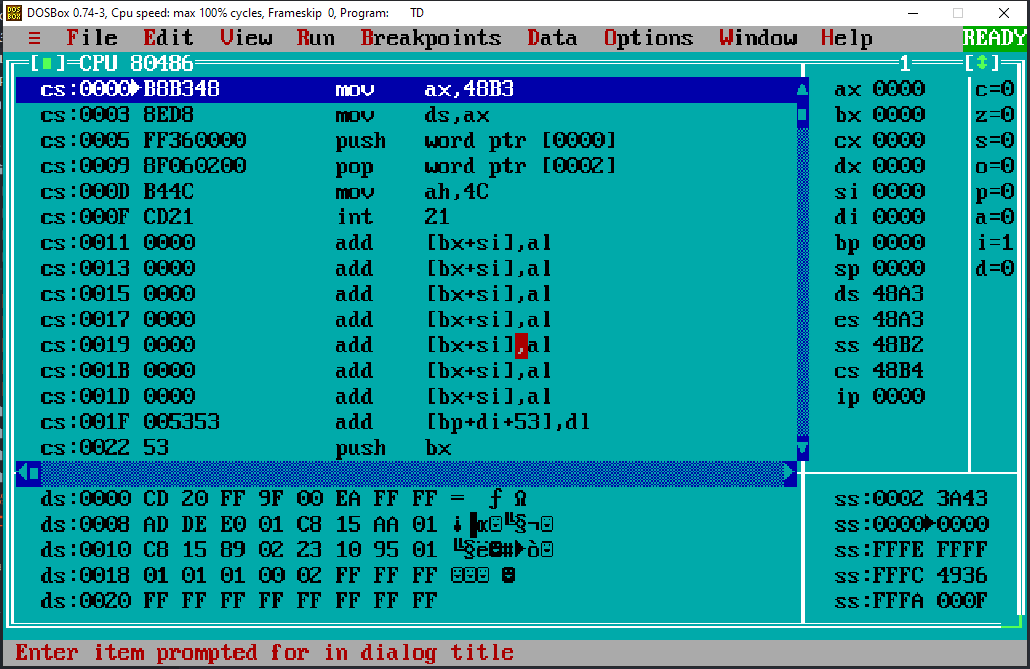 DOSBox 0.74-3, Cpu speed: max 100% cycles, Frameskip 0, Program: TD
≡ File Edit View Run Breakpoints Data Options Window Help READY
[■]=CPU 80486 1 [↕]
cs:0000►B8B348 mov ax,48B3 ax 0000 c=0
cs:0003 8ED8 mov ds,ax bx 0000 z=0
cs:0005 FF360000 push word ptr [0000] cx 0000 s=0
cs:0009 8F060200 pop word ptr [0002] dx 0000 o=0
cs:000D B44C mov ah,4C si 0000 p=0
cs:000F CD21 int 21 di 0000 a=0
cs:0011 0000 add [bx+si],al bp 0000 i=1
cs:0013 0000 add [bx+si],al sp 0000 d=0
cs:0015 0000 add [bx+si],al ds 48A3
cs:0017 0000 add [bx+si],al es 48A3
cs:0019 0000 add [bx+si],al ss 48B2
cs:001B 0000 add [bx+si],al cs 48B4
cs:001D 0000 add [bx+si],al ip 0000
cs:001F 005353 add [bp+di+53],dl
cs:0022 53 push bx
ds:0000 CD 20 FF 9F 00 EA FF FF = ƒ Ω ss:0002 3A43
ds:0008 AD DE E0 01 C8 15 AA 01 ¡▐α☺╚§¬☺ ss:0000►0000
ds:0010 C8 15 89 02 23 10 95 01 ╚§ë☻#►ò☺ ss:FFFE FFFF
ds:0018 01 01 01 00 02 FF FF FF ☺☺☺ ☻ ss:FFFC 4936
ds:0020 FF FF FF FF FF FF FF FF ss:FFFA 000F
Enter item prompted for in dialog title